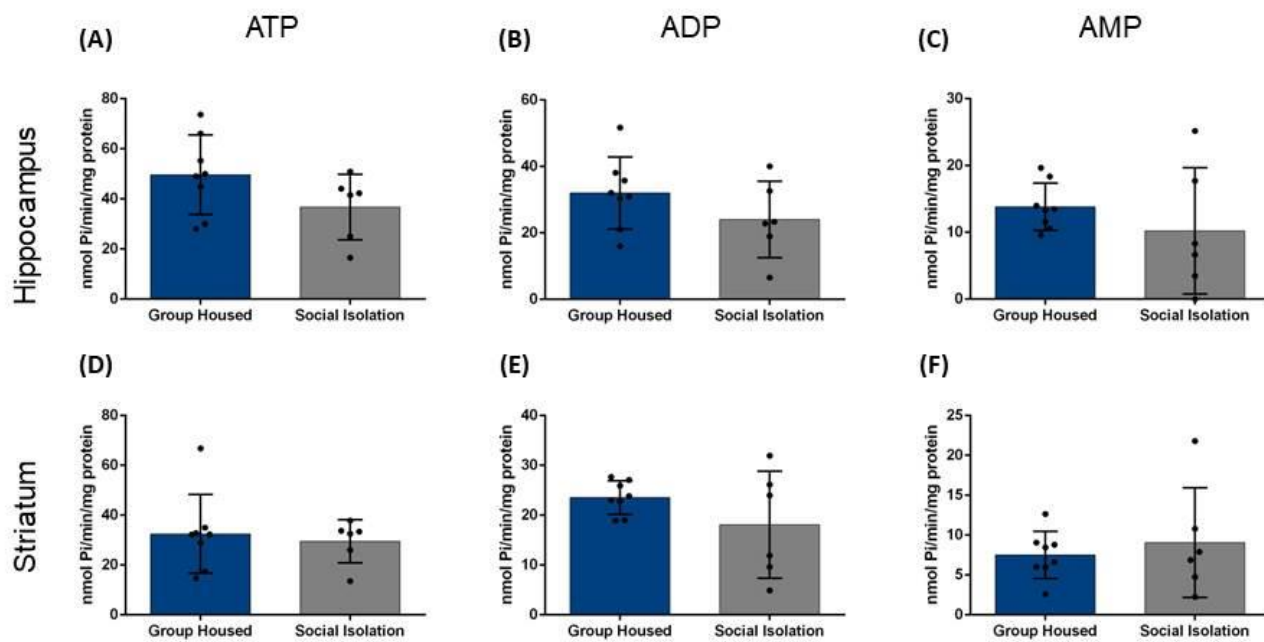 ATP
ADP
AMP
Hippocampus
(A)
nmol Pi/min/mg protein
80
60
40
20
0
Group Housed
Social Isolation
(B)
nmol Pi/min/mg protein
60
40
20
0
Group Housed
Social Isolation
(C)
nmol Pi/min/mg protein
30
20
10
0
Group Housed
Social Isolation
Striatum
(D)
nmol Pi/min/mg protein
80
60
40
20
0
Group Housed
Social Isolation
(E)
nmol Pi/min/mg protein
40
30
20
10
0
Group Housed
Social Isolation
(F)
nmol Pi/min/mg protein
25
20
15
10
5
0
Group Housed
Social Isolation